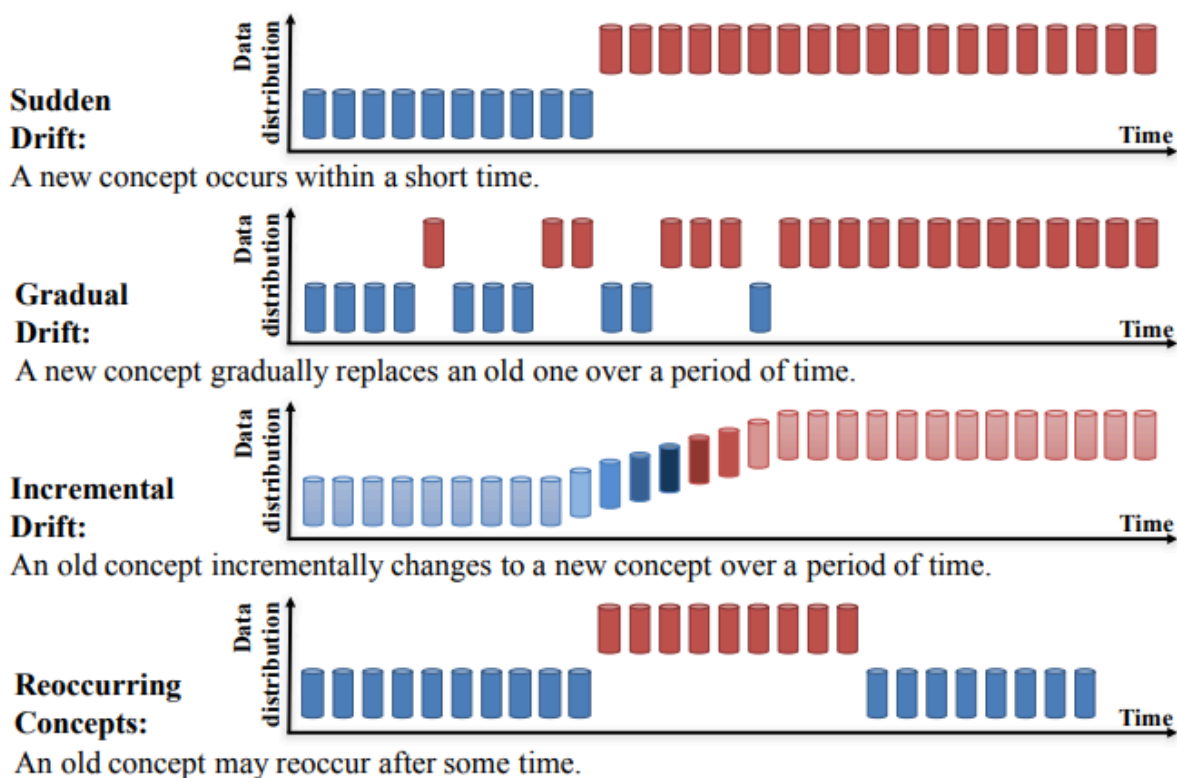 Data
distribution
Sudden
Drift:
Time
A new concept occurs within a short time.
Data
distribution
Gradual
Drift:
Time
A new concept gradually replaces an old one over a period of time.
Data
distribution
Incremental
Drift:
Time
An old concept incrementally changes to a new concept over a period of time.
Data
distribution
Reoccurring
Concepts:
Time
An old concept may reoccur after some time.